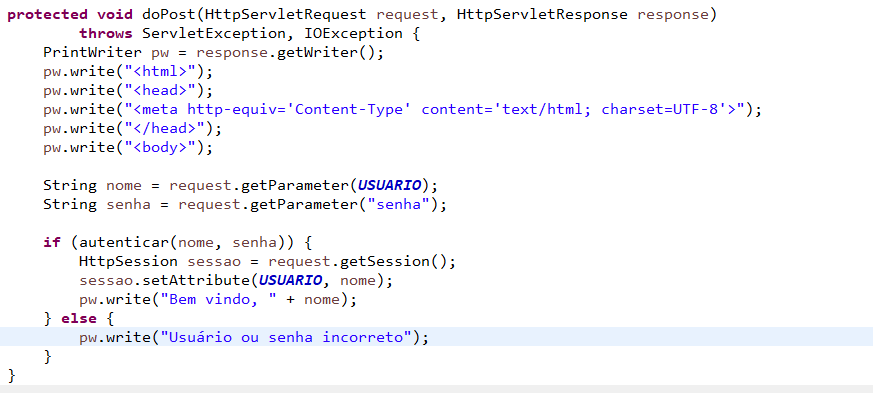 protected void doPost(HttpServletRequest request, HttpServletResponse response)
        throws ServletException, IOException {
    PrintWriter pw = response.getWriter();
    pw.write("<html>");
    pw.write("<head>");
    pw.write("<meta http-equiv='Content-Type' content='text/html; charset=UTF-8'>");
    pw.write("</head>");
    pw.write("<body>");

    String nome = request.getParameter(USUARIO);
    String senha = request.getParameter("senha");

    if (autenticar(nome, senha)) {
        HttpSession sessao = request.getSession();
        sessao.setAttribute(USUARIO, nome);
        pw.write("Bem vindo, " + nome);
    } else {
        pw.write("Usuário ou senha incorreto");
    }
}